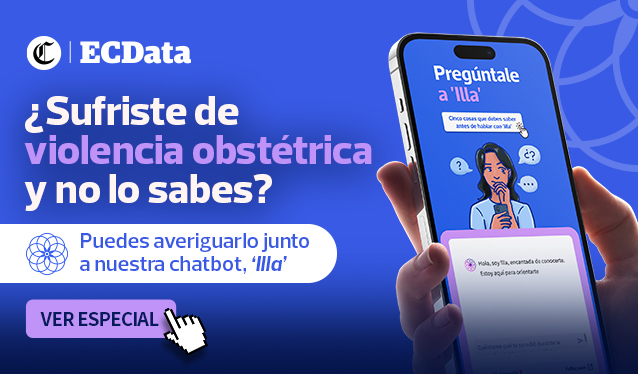 ECData
¿Sufriste de
violencia obstétrica
y no lo sabes?
Puedes averiguarlo junto
a nuestra chatbot, ‘Illa’
VER ESPECIAL
Pregúntale
a ‘Illa’
Cinco cosas que debes saber
antes de hablar con ‘Illa’
Hola, soy Illa, encantada de conocerte.
Estoy aquí para orientarte